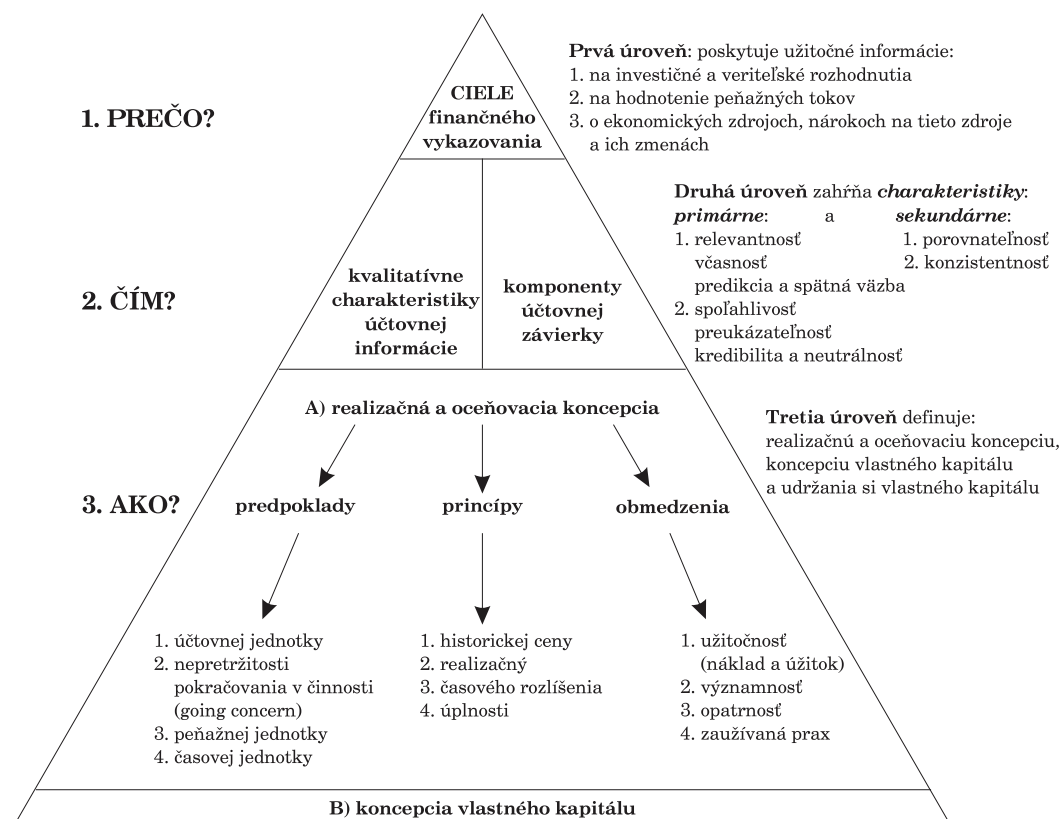 1. PREČO?
CIELE
finančného
vykazovania
Prvá úroveň: poskytuje užitočné informácie:
1. na investičné a veriteľské rozhodnutia
2. na hodnotenie peňažných tokov
3. o ekonomických zdrojoch, nárokoch na tieto zdroje
a ich zmenách
2. ČÍM?
kvalitatívne
charakteristiky
účtovnej
informácie
komponenty
účtovnej
závierky
Druhá úroveň zahŕňa charakteristiky:
primárne: a sekundárne:
1. relevantnosť 1. porovnateľnosť
včasnosť 2. konzistentnosť
predikcia a spätná väzba
2. spoľahlivosť
preukázateľnosť
kredibilita a neutrálnosť
3. AKO?
A) realizačná a oceňovacia koncepcia
Tretia úroveň definuje:
realizačnú a oceňovaciu koncepciu,
koncepciu vlastného kapitálu
a udržania si vlastného kapitálu
predpoklady princípy obmedzenia
1. účtovnej jednotky
2. nepretržitosti
pokračovania v činnosti
(going concern)
3. peňažnej jednotky
4. časovej jednotky
1. historickej ceny
2. realizačný
3. časového rozlíšenia
4. úplnosti
1. užitočnosť
(náklad a úžitok)
2. významnosť
3. opatrnosť
4. zaužívaná prax
B) koncepcia vlastného kapitálu